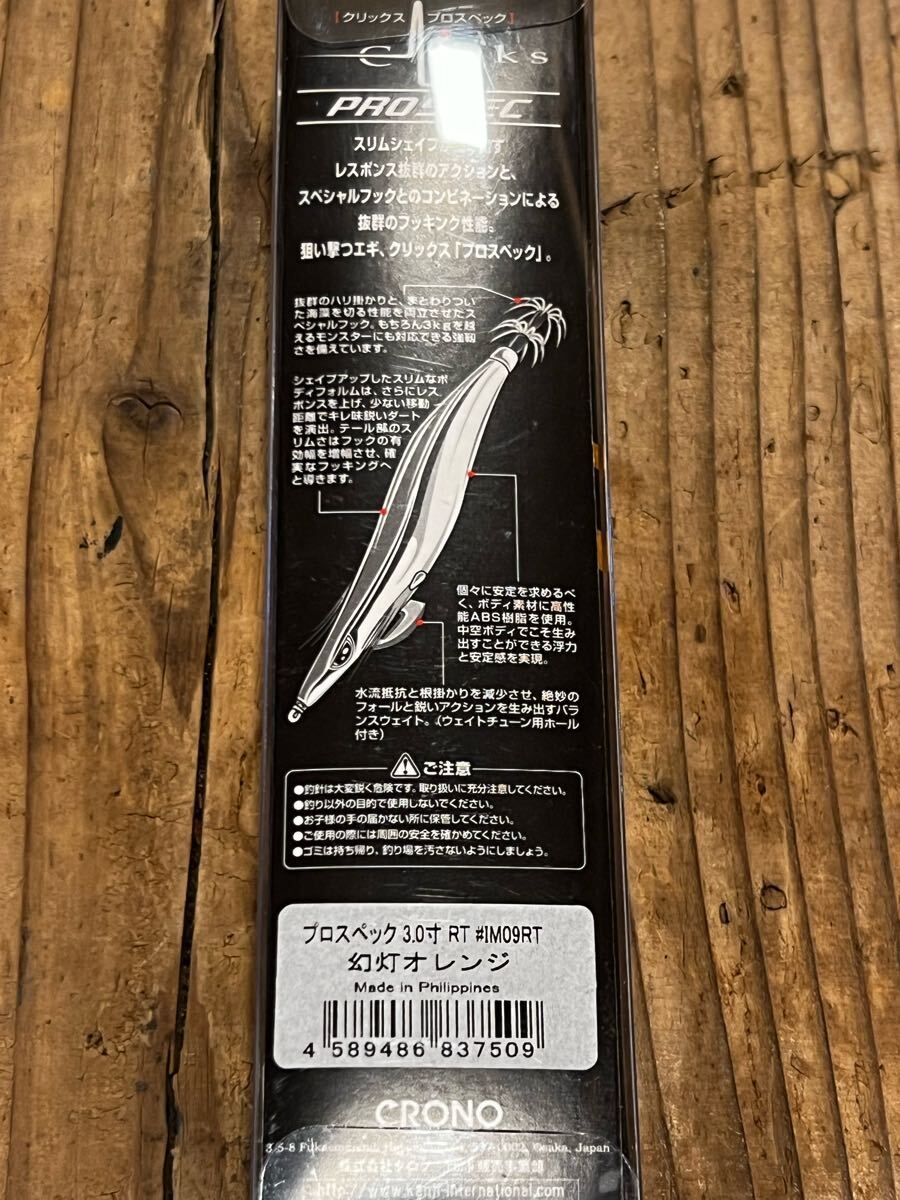 [クリックス プロスペック]
ks
PRO
スリムシェイプ
レスポンス抜群のアクションと、
スペシャルフックとのコンビネーションによる
抜群のフッキング性能。
狙い撃つエギ、クリックス「プロスペック」。
抜群のハリ掛かりと、まとわりつい
た海藻を切る性能を両立させたス
ペシャルフック。もちろん3kgを越
えるモンスターにも対応できる強靭
さを備えています。
シェイプアップしたスリムなボ
ディフォルムは、さらにレス
ポンスを上げ、少ない移動
距離でキレ味鋭いダート
を演出。テール部のス
リムさはフックの有
効幅を増幅させ、確
実なフッキングへ
と導きます。
個々に安定を求めるべ
く、ボディ素材に高性
能ABS樹脂を使用。
中空ボディでこそ生み
出すことができる浮力
と安定感を実現。
水流抵抗と根掛かりを減少させ、絶妙の
フォールと鋭いアクションを生み出すバラ
ンスウェイト。(ウェイトチューン用ホール
付き)
ご注意
●釣針は大変鋭く危険です。取り扱いに充分注意してください。
●釣り以外の目的で使用しないでください。
●お子様の手の届かない所に保管してください。
●ご使用の際には周囲の安全を確かめてください。
●ゴミは持ち帰り、釣り場を汚さないようにしましょう。
プロスペック 3.0寸 RT #IM09RT
幻灯オレンジ
Made in Philippines
4 589486 837509
CRONO
Osaka, Japan
株式会社
http://www.kanji-international.com